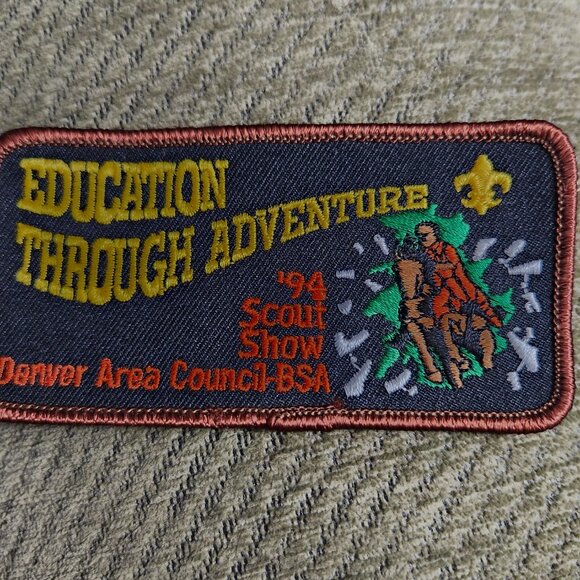 EDUCATION
THROUGH ADVENTURE
'94
Scout
Show
Denver Area Council-BSA